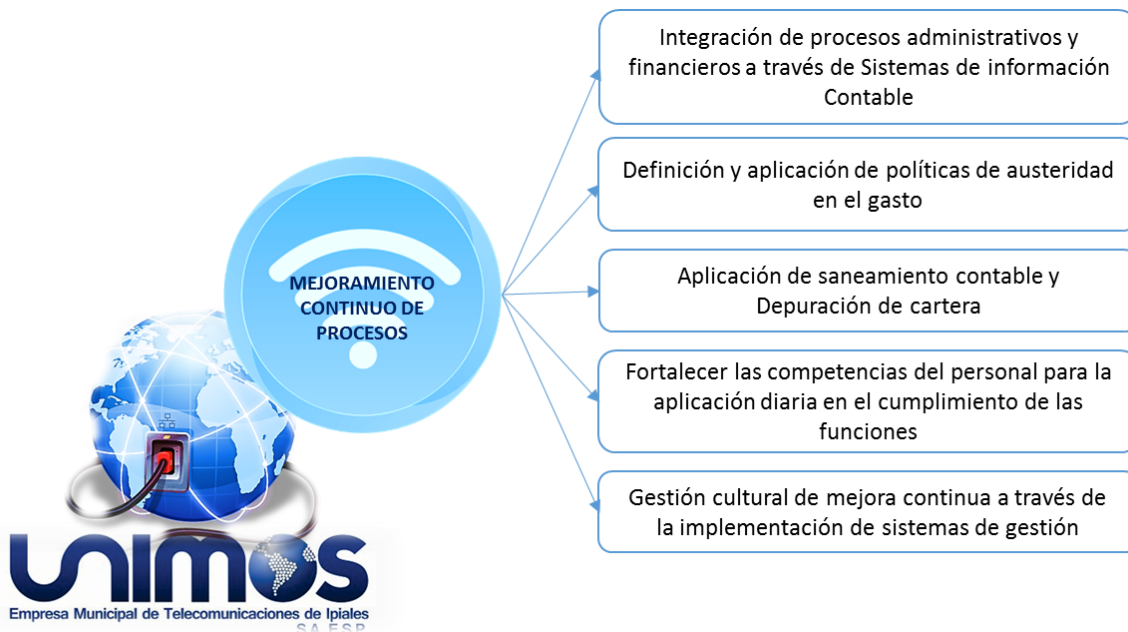 Integración de procesos administrativos y
financieros a través de Sistemas de información
Contable
Definición y aplicación de políticas de austeridad
en el gasto
MEJORAMIENTO
CONTINUO DE
PROCESOS
Aplicación de saneamiento contable y
Depuración de cartera
Fortalecer las competencias del personal para la
aplicación diaria en el cumplimiento de las
funciones
Gestión cultural de mejora continua a través de
la implementación de sistemas de gestión
UNIMOS
Empresa Municipal de Telecomunicaciones de Ipiales
SA ESP